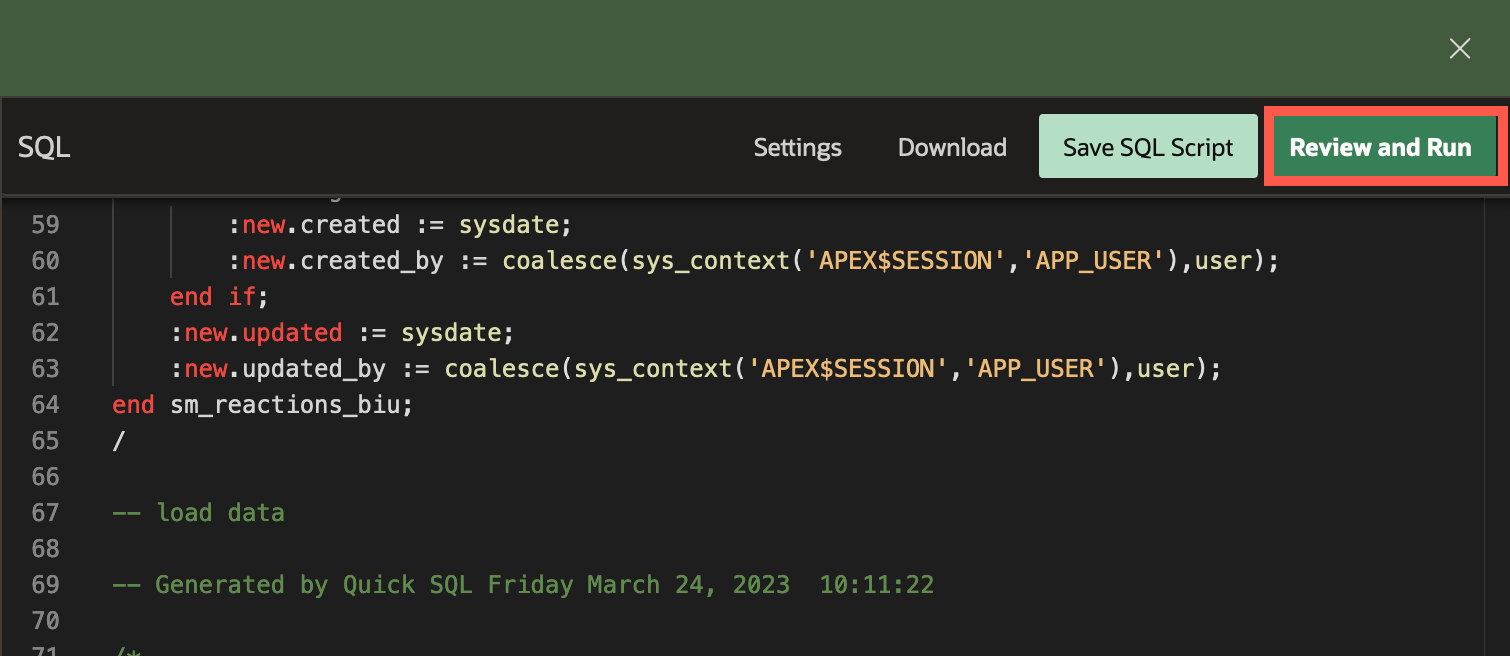 SQL Settings Download Save SQL Script Review and Run
59 :new.created := sysdate;
60 :new.created_by := coalesce(sys_context('APEX$SESSION','APP_USER'),user);
61 end if;
62 :new.updated := sysdate;
63 :new.updated_by := coalesce(sys_context('APEX$SESSION','APP_USER'),user);
64 end sm_reactions_biu;
65 /
66
67 -- load data
68
69 -- Generated by Quick SQL Friday March 24, 2023  10:11:22
70
71 /*